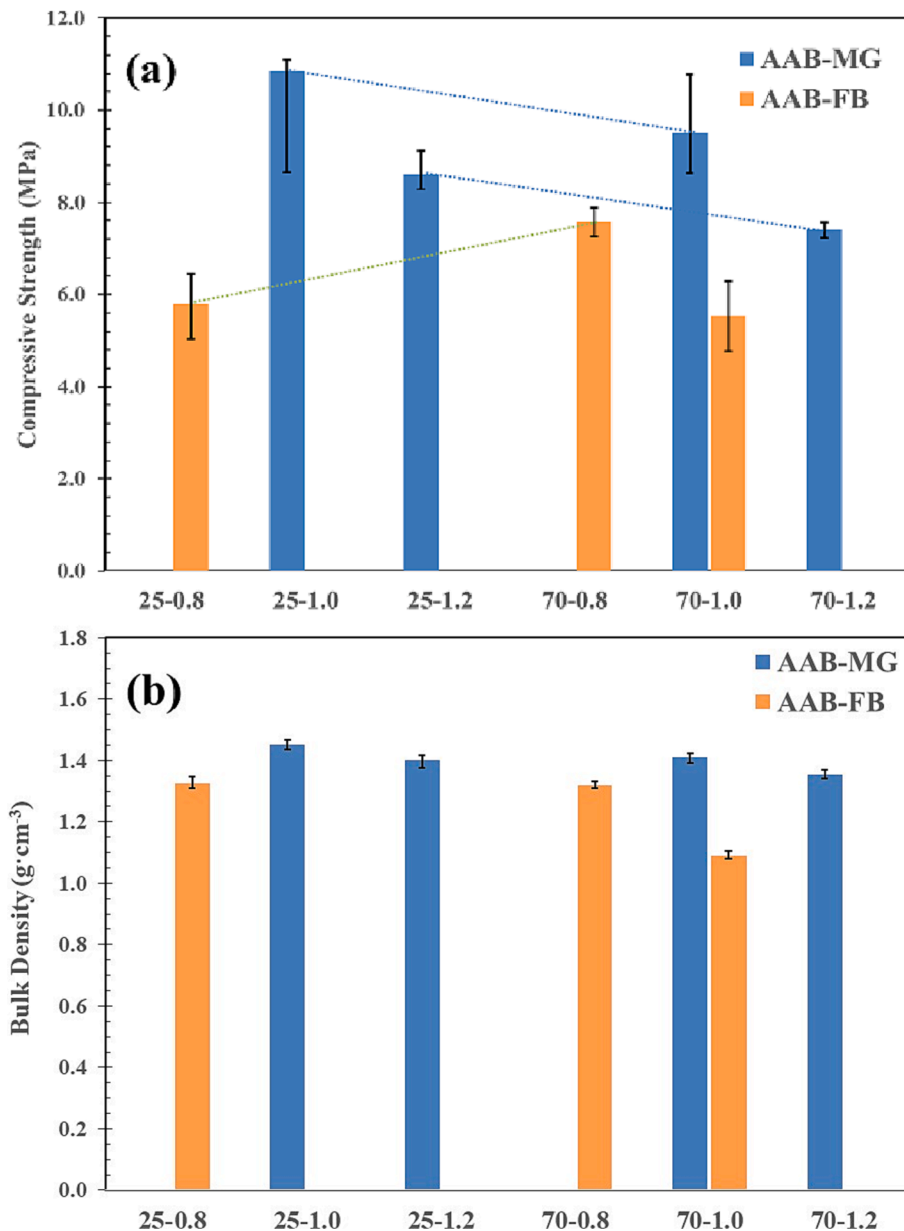 (a)
AAB-MG
AAB-FB
Compressive Strength (MPa)
12.0
10.0
8.0
6.0
4.0
2.0
0.0
25-0.8 25-1.0 25-1.2 70-0.8 70-1.0 70-1.2
(b)
AAB-MG
AAB-FB
Bulk Density (g·cm⁻³)
1.8
1.6
1.4
1.2
1.0
0.8
0.6
0.4
0.2
0.0
25-0.8 25-1.0 25-1.2 70-0.8 70-1.0 70-1.2